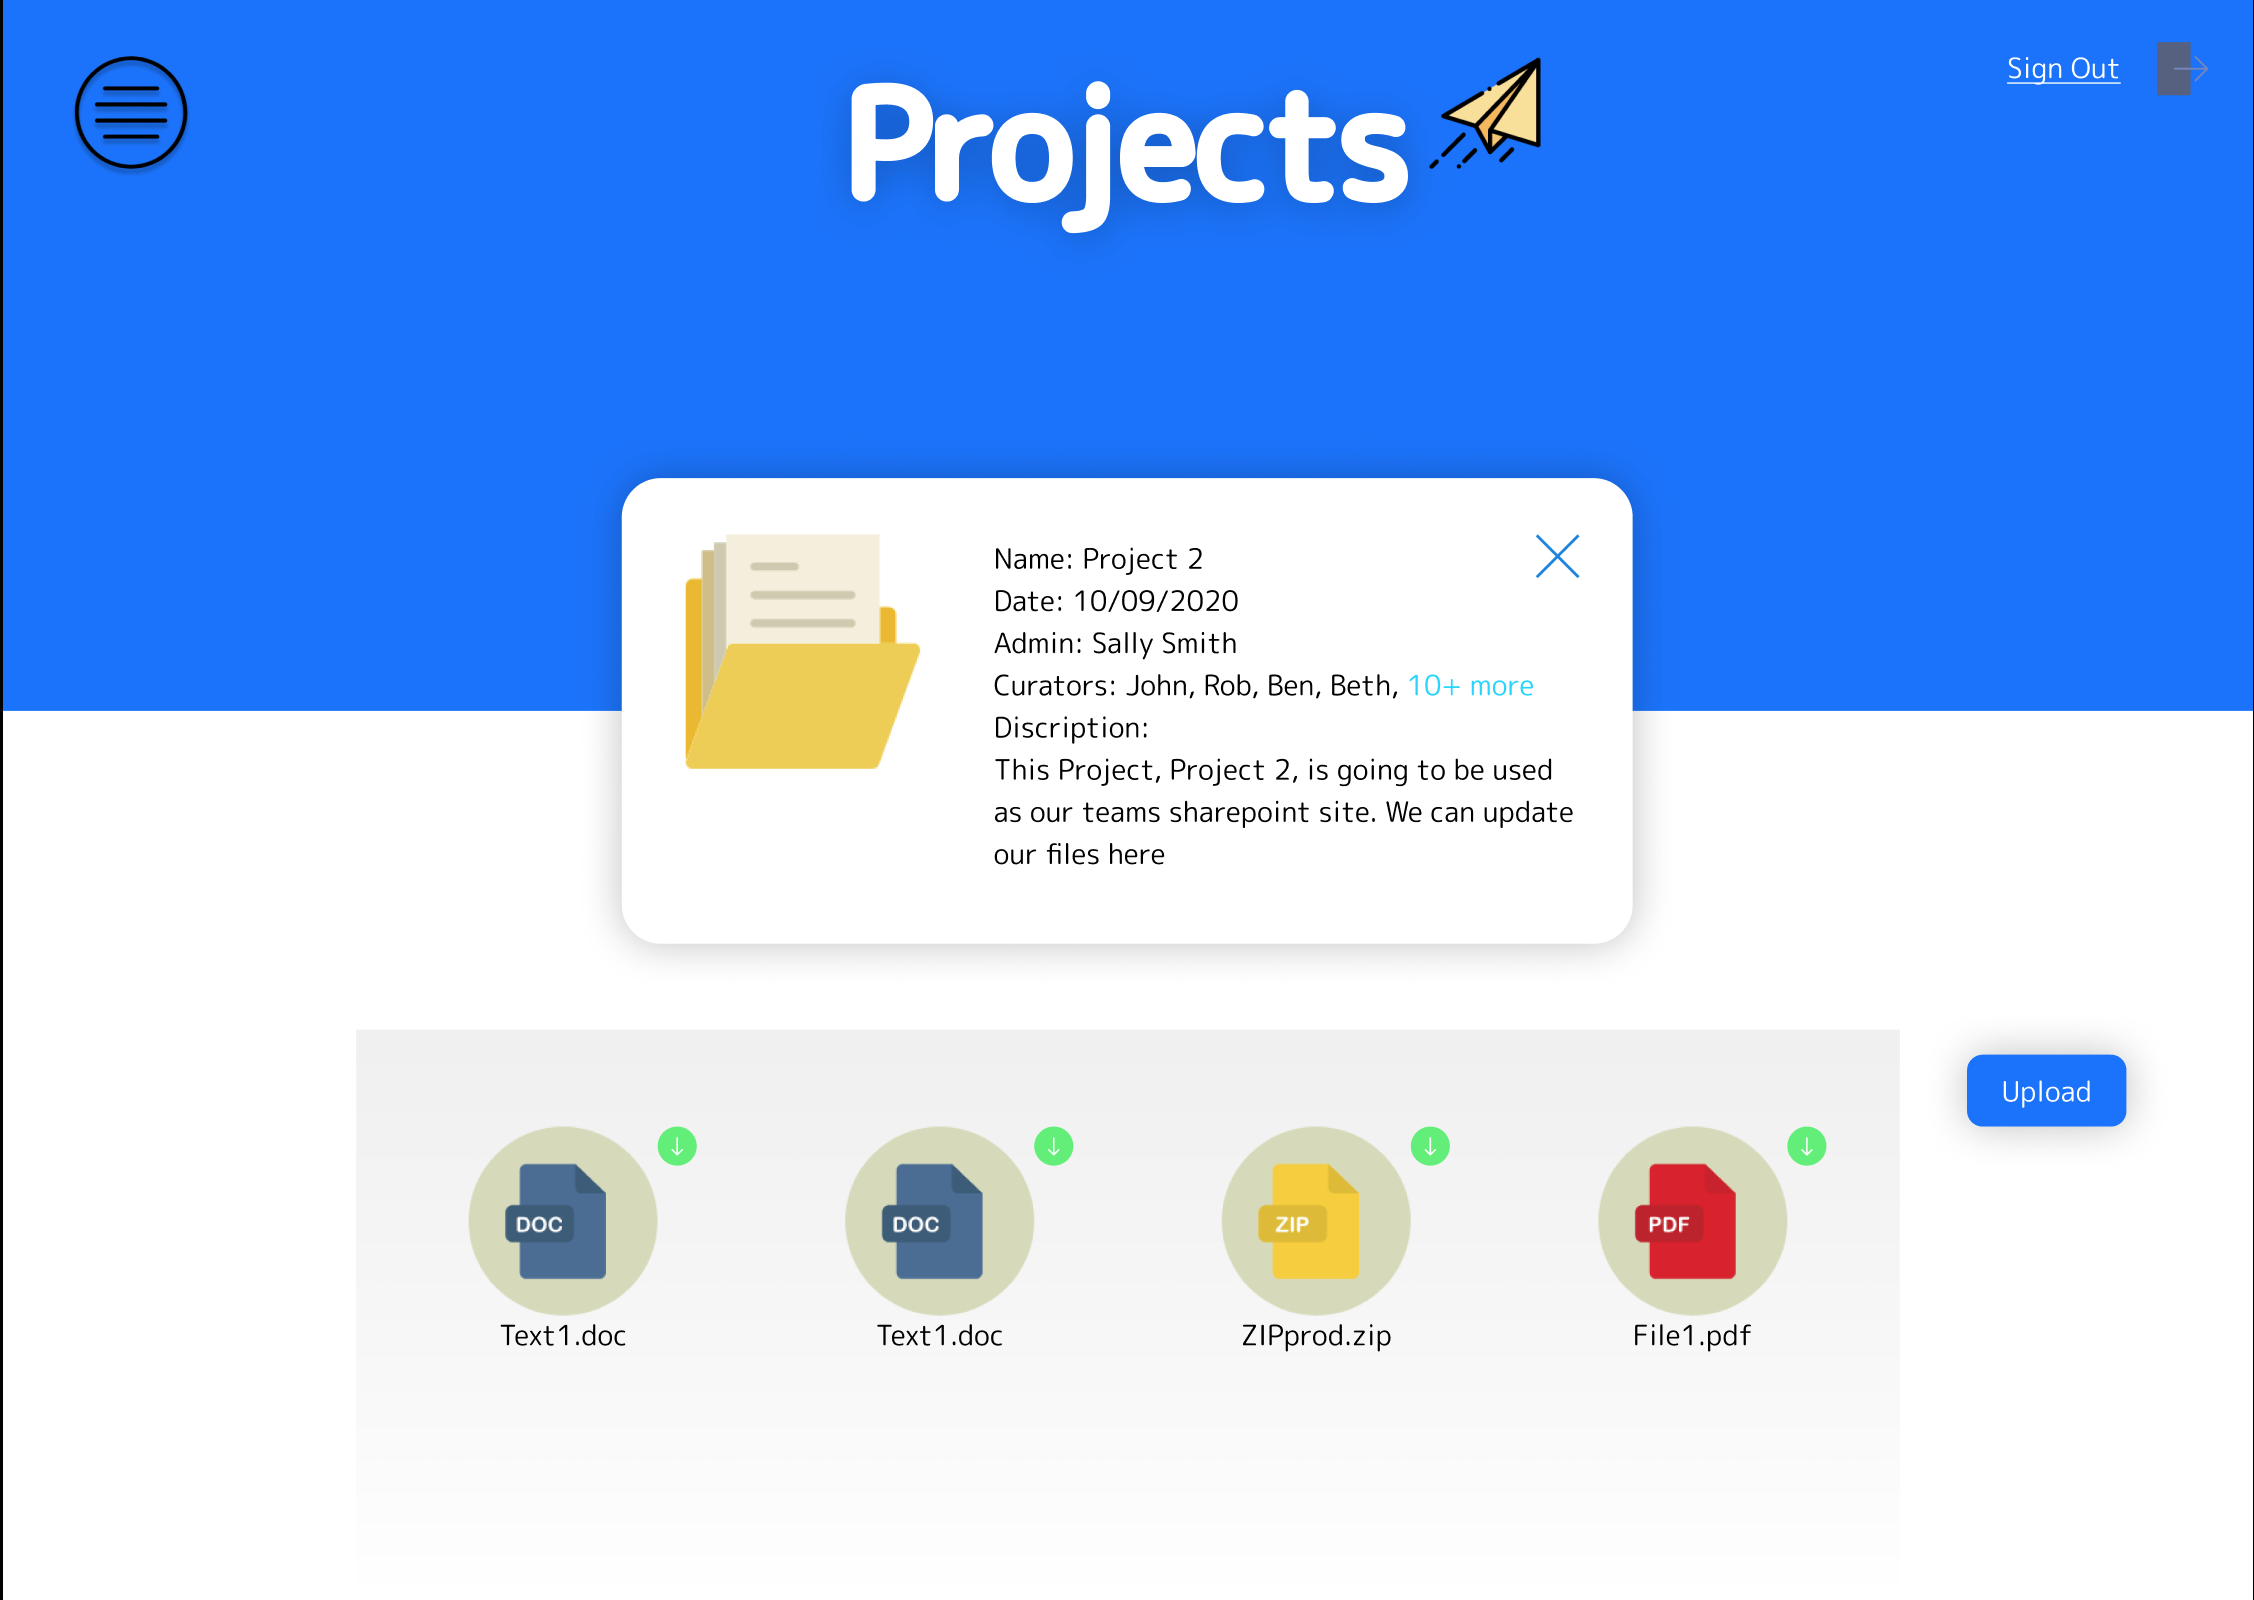 Projects
Sign Out
Name: Project 2
Date: 10/09/2020
Admin: Sally Smith
Curators: John, Rob, Ben, Beth, 10+ more
Discription:
This Project, Project 2, is going to be used
as our teams sharepoint site. We can update
our files here
Upload
DOC
DOC
ZIP
PDF
Text1.doc
Text1.doc
ZIPprod.zip
File1.pdf